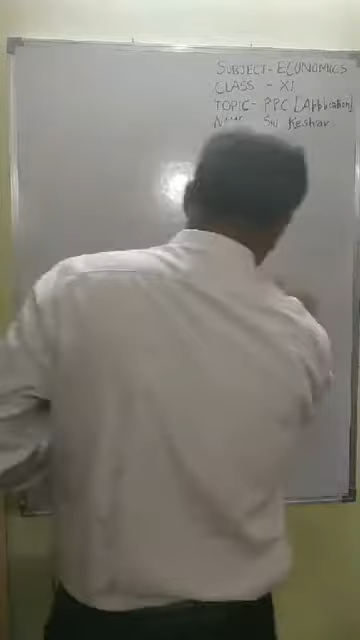 SUBJECT- ECONOMICS
CLASS - XI
TOPIC- PPC [Application]
Keshav